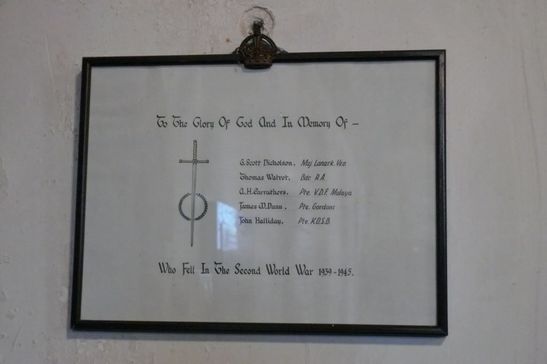 To The Glory Of God And In Memory Of –
G. Scott Nicholson, Maj Lanark. Yeo
Thomas Bdr R.A.
A.H. Carruthers, Pte. V.D.F. Malaya
James M. Dunn, Pte. Gordons
John Halliday, Pte. K.O.S.B.
Who Fell In The Second World War 1939-1945.